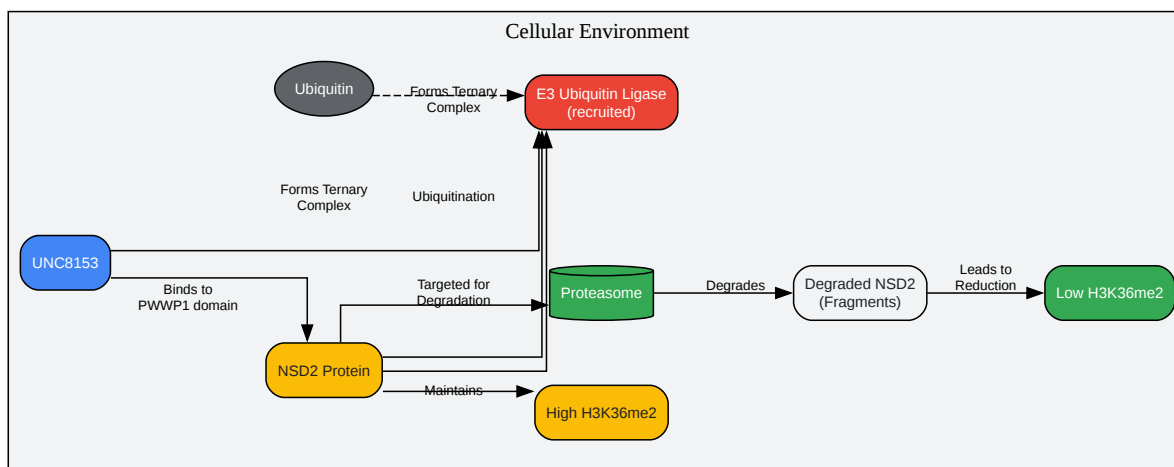 Cellular Environment
Ubiquitin
Forms Ternary
Complex
E3 Ubiquitin Ligase
(recruited)
Forms Ternary
Complex
Ubiquitination
UNC8153
Binds to
PWWP1 domain
Targeted for
Degradation
Proteasome
Degrades
Degraded NSD2
(Fragments)
Leads to
Reduction
Low H3K36me2
NSD2 Protein
Maintains
High H3K36me2